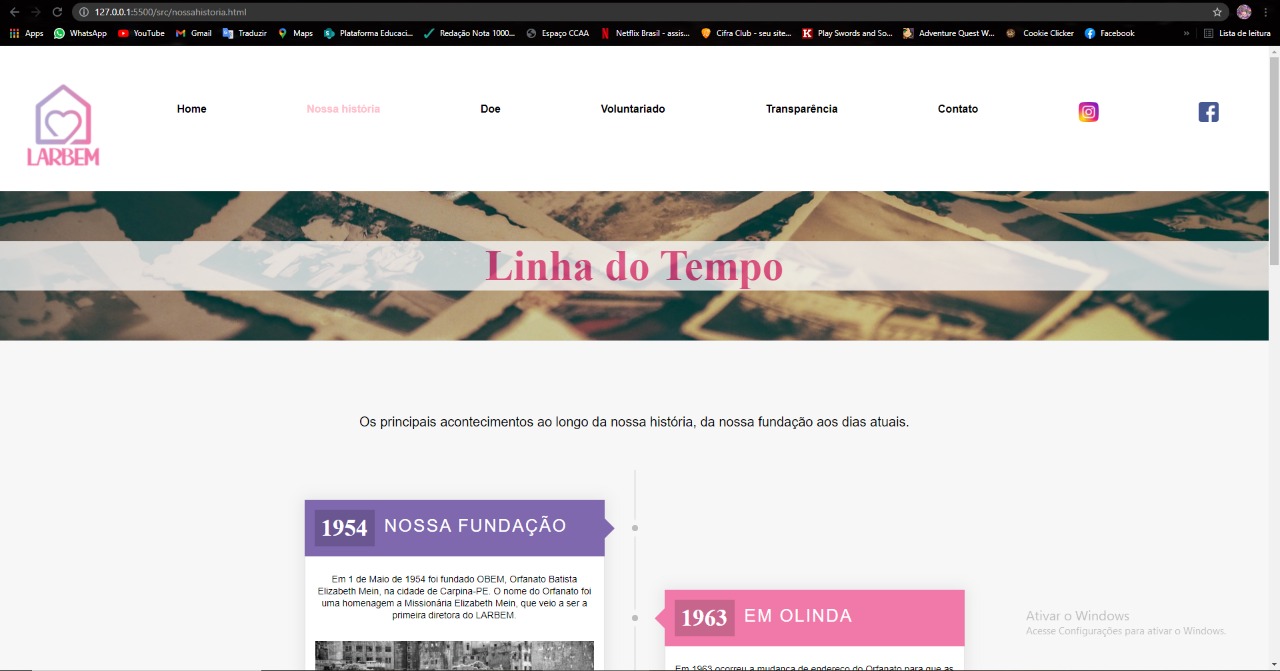 127.0.0.1:5500/src/nossahistoria.html
Apps WhatsApp YouTube Gmail Traduzir Maps Plataforma Educaci... Redação Nota 1000... Espaço CCAA Netflix Brasil - assis... Cifra Club - seu site... Play Swords and So... Adventure Quest W... Cookie Clicker Facebook » Lista de leitura
LARBEM
Home Nossa história Doe Voluntariado Transparência Contato
Linha do Tempo
Os principais acontecimentos ao longo da nossa história, da nossa fundação aos dias atuais.
1954 NOSSA FUNDAÇÃO
Em 1 de Maio de 1954 foi fundado OBEM, Orfanato Batista
Elizabeth Mein, na cidade de Carpina-PE. O nome do Orfanato foi
uma homenagem a Missionária Elizabeth Mein, que veio a ser a
primeira diretora do LARBEM.
1963 EM OLINDA
Em 1963 ocorreu a mudança de endereço do Orfanato para que as
Ativar o Windows
Acesse Configurações para ativar o Windows.